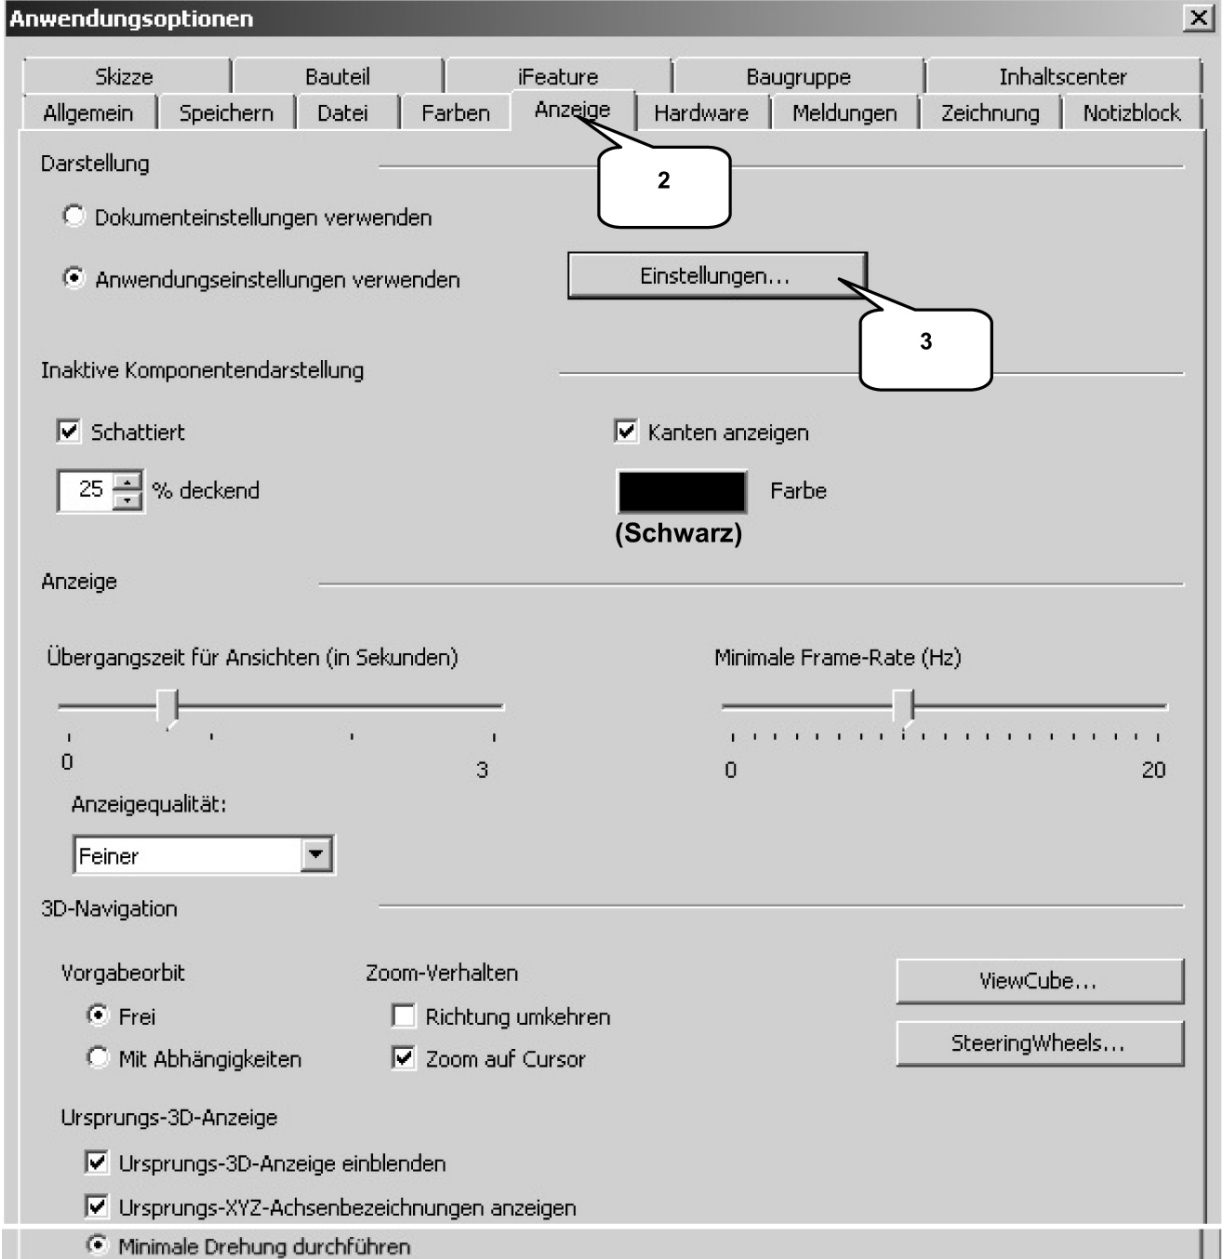 Anwendungsoptionen
Skizze Bauteil iFeature Baugruppe Inhaltscenter
Allgemein Speichern Datei Farben Anzeige Hardware Meldungen Zeichnung Notizblock
Darstellung
2
Dokumenteinstellungen verwenden
Anwendungseinstellungen verwenden Einstellungen...
3
Inaktive Komponentendarstellung
Schattiert Kanten anzeigen
25 % deckend Farbe
(Schwarz)
Anzeige
Übergangszeit für Ansichten (in Sekunden) Minimale Frame-Rate (Hz)
0 3 0 20
Anzeigequalität:
Feiner
3D-Navigation
Vorgabeorbit Zoom-Verhalten ViewCube...
Frei Richtung umkehren
Mit Abhängigkeiten Zoom auf Cursor SteeringWheels...
Ursprungs-3D-Anzeige
Ursprungs-3D-Anzeige einblenden
Ursprungs-XYZ-Achsenbezeichnungen anzeigen
Minimale Drehung durchführen